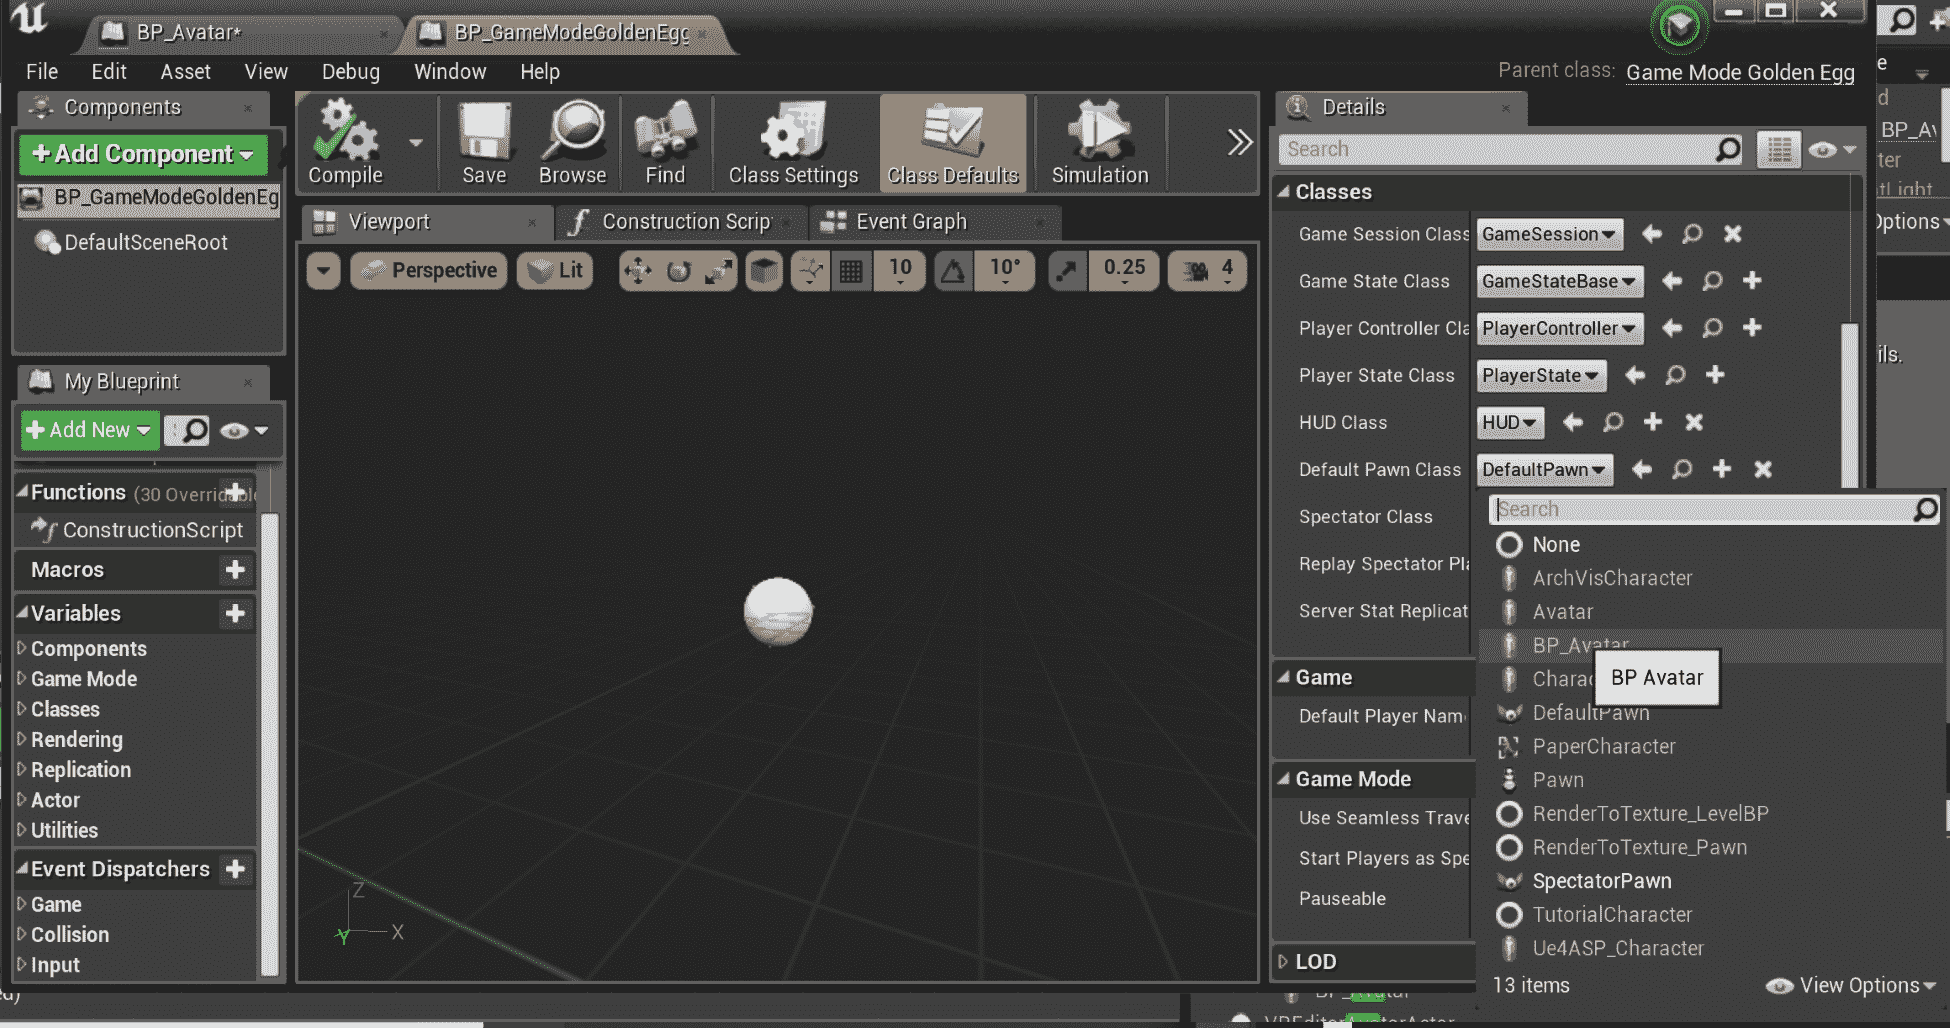 BP_Avatar*
BP_GameModeGoldenEgg
File Edit Asset View Debug Window Help
Parent class: Game Mode Golden Egg
Components
+ Add Component
BP_GameModeGoldenEg
DefaultSceneRoot
My Blueprint
+ Add New
Functions (30 Overridable
ConstructionScript
Macros
Variables
Components
Game Mode
Classes
Rendering
Replication
Actor
Utilities
Event Dispatchers
Game
Collision
Input
Compile
Save
Browse
Find
Class Settings
Class Defaults
Simulation
Viewport
Construction Scrip
Event Graph
Perspective
Lit
10
10°
0.25
4
Z
X
Y
Details
Search
Classes
Game Session Class GameSession
Game State Class GameStateBase
Player Controller Cla PlayerController
Player State Class PlayerState
HUD Class HUD
Default Pawn Class DefaultPawn
Spectator Class
Replay Spectator Pla
Server Stat Replicat
Game
Default Player Nam
Game Mode
Use Seamless Trave
Start Players as Spe
Pauseable
LOD
Search
None
ArchVisCharacter
Avatar
BP_Avatar
Charac
BP Avatar
DefaultPawn
PaperCharacter
Pawn
RenderToTexture_LevelBP
RenderToTexture_Pawn
SpectatorPawn
TutorialCharacter
Ue4ASP_Character
13 items
View Options
e
d
BP_Av
ter
tLight
Options
ils.
ed)